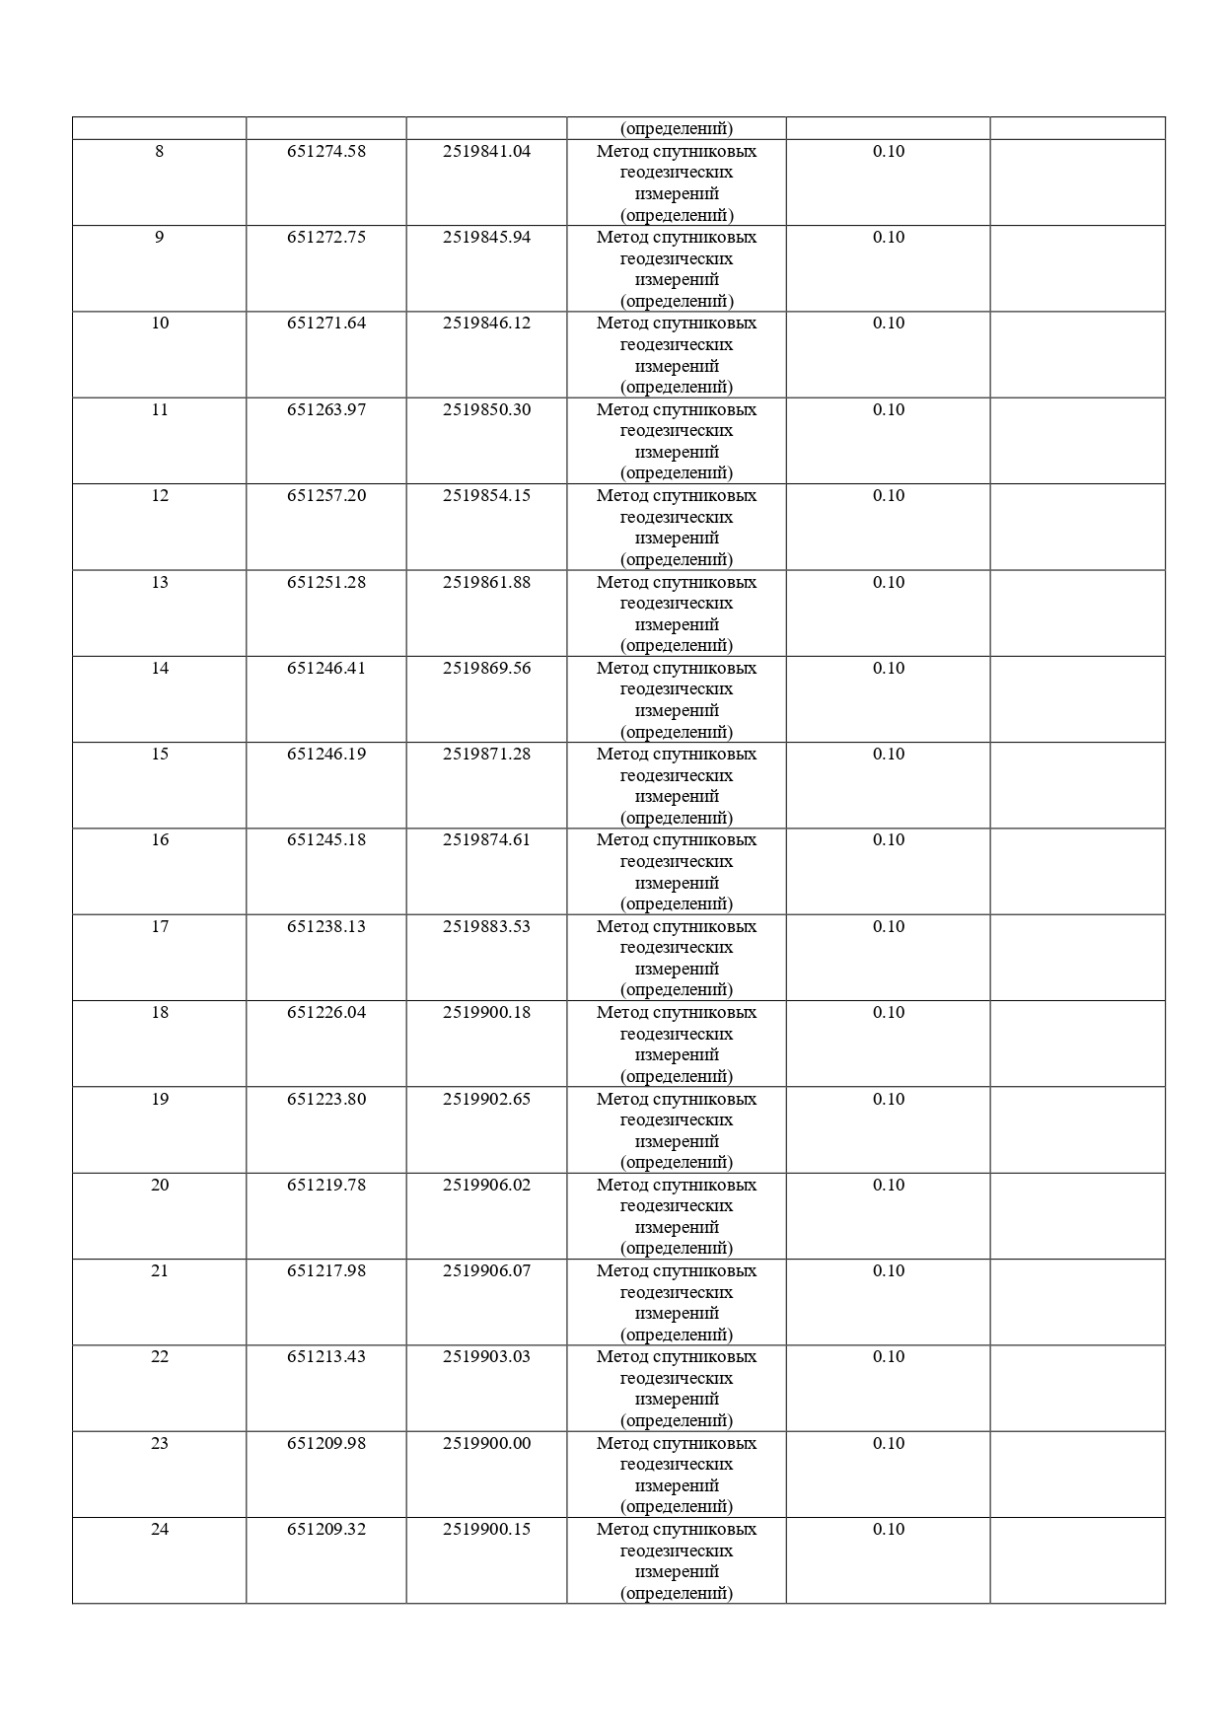 (определений)
8 651274.58 2519841.04 Метод спутниковых 0.10
геодезических
измерений
(определений)
9 651272.75 2519845.94 Метод спутниковых 0.10
геодезических
измерений
(определений)
10 651271.64 2519846.12 Метод спутниковых 0.10
геодезических
измерений
(определений)
11 651263.97 2519850.30 Метод спутниковых 0.10
геодезических
измерений
(определений)
12 651257.20 2519854.15 Метод спутниковых 0.10
геодезических
измерений
(определений)
13 651251.28 2519861.88 Метод спутниковых 0.10
геодезических
измерений
(определений)
14 651246.41 2519869.56 Метод спутниковых 0.10
геодезических
измерений
(определений)
15 651246.19 2519871.28 Метод спутниковых 0.10
геодезических
измерений
(определений)
16 651245.18 2519874.61 Метод спутниковых 0.10
геодезических
измерений
(определений)
17 651238.13 2519883.53 Метод спутниковых 0.10
геодезических
измерений
(определений)
18 651226.04 2519900.18 Метод спутниковых 0.10
геодезических
измерений
(определений)
19 651223.80 2519902.65 Метод спутниковых 0.10
геодезических
измерений
(определений)
20 651219.78 2519906.02 Метод спутниковых 0.10
геодезических
измерений
(определений)
21 651217.98 2519906.07 Метод спутниковых 0.10
геодезических
измерений
(определений)
22 651213.43 2519903.03 Метод спутниковых 0.10
геодезических
измерений
(определений)
23 651209.98 2519900.00 Метод спутниковых 0.10
геодезических
измерений
(определений)
24 651209.32 2519900.15 Метод спутниковых 0.10
геодезических
измерений
(определений)